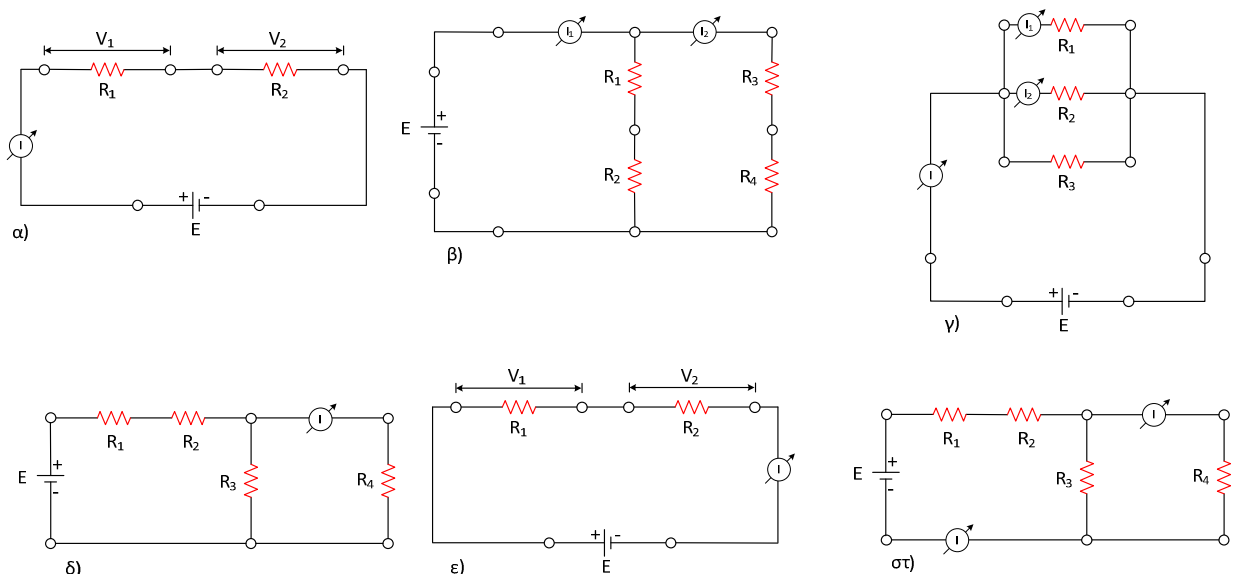 V₁ V₂
R₁ R₂
I
+ -
E
α)
I₁ I₂
R₁ R₃
+
E
-
R₂ R₄
β)
I₁
R₁
I₂
R₂
R₃
I
+ -
E
γ)
I
R₁ R₂
+
E
-
R₃ R₄
δ)
V₁ V₂
R₁ R₂
I
+ -
E
ε)
I
R₁ R₂
+
E
-
R₃ R₄
I
στ)